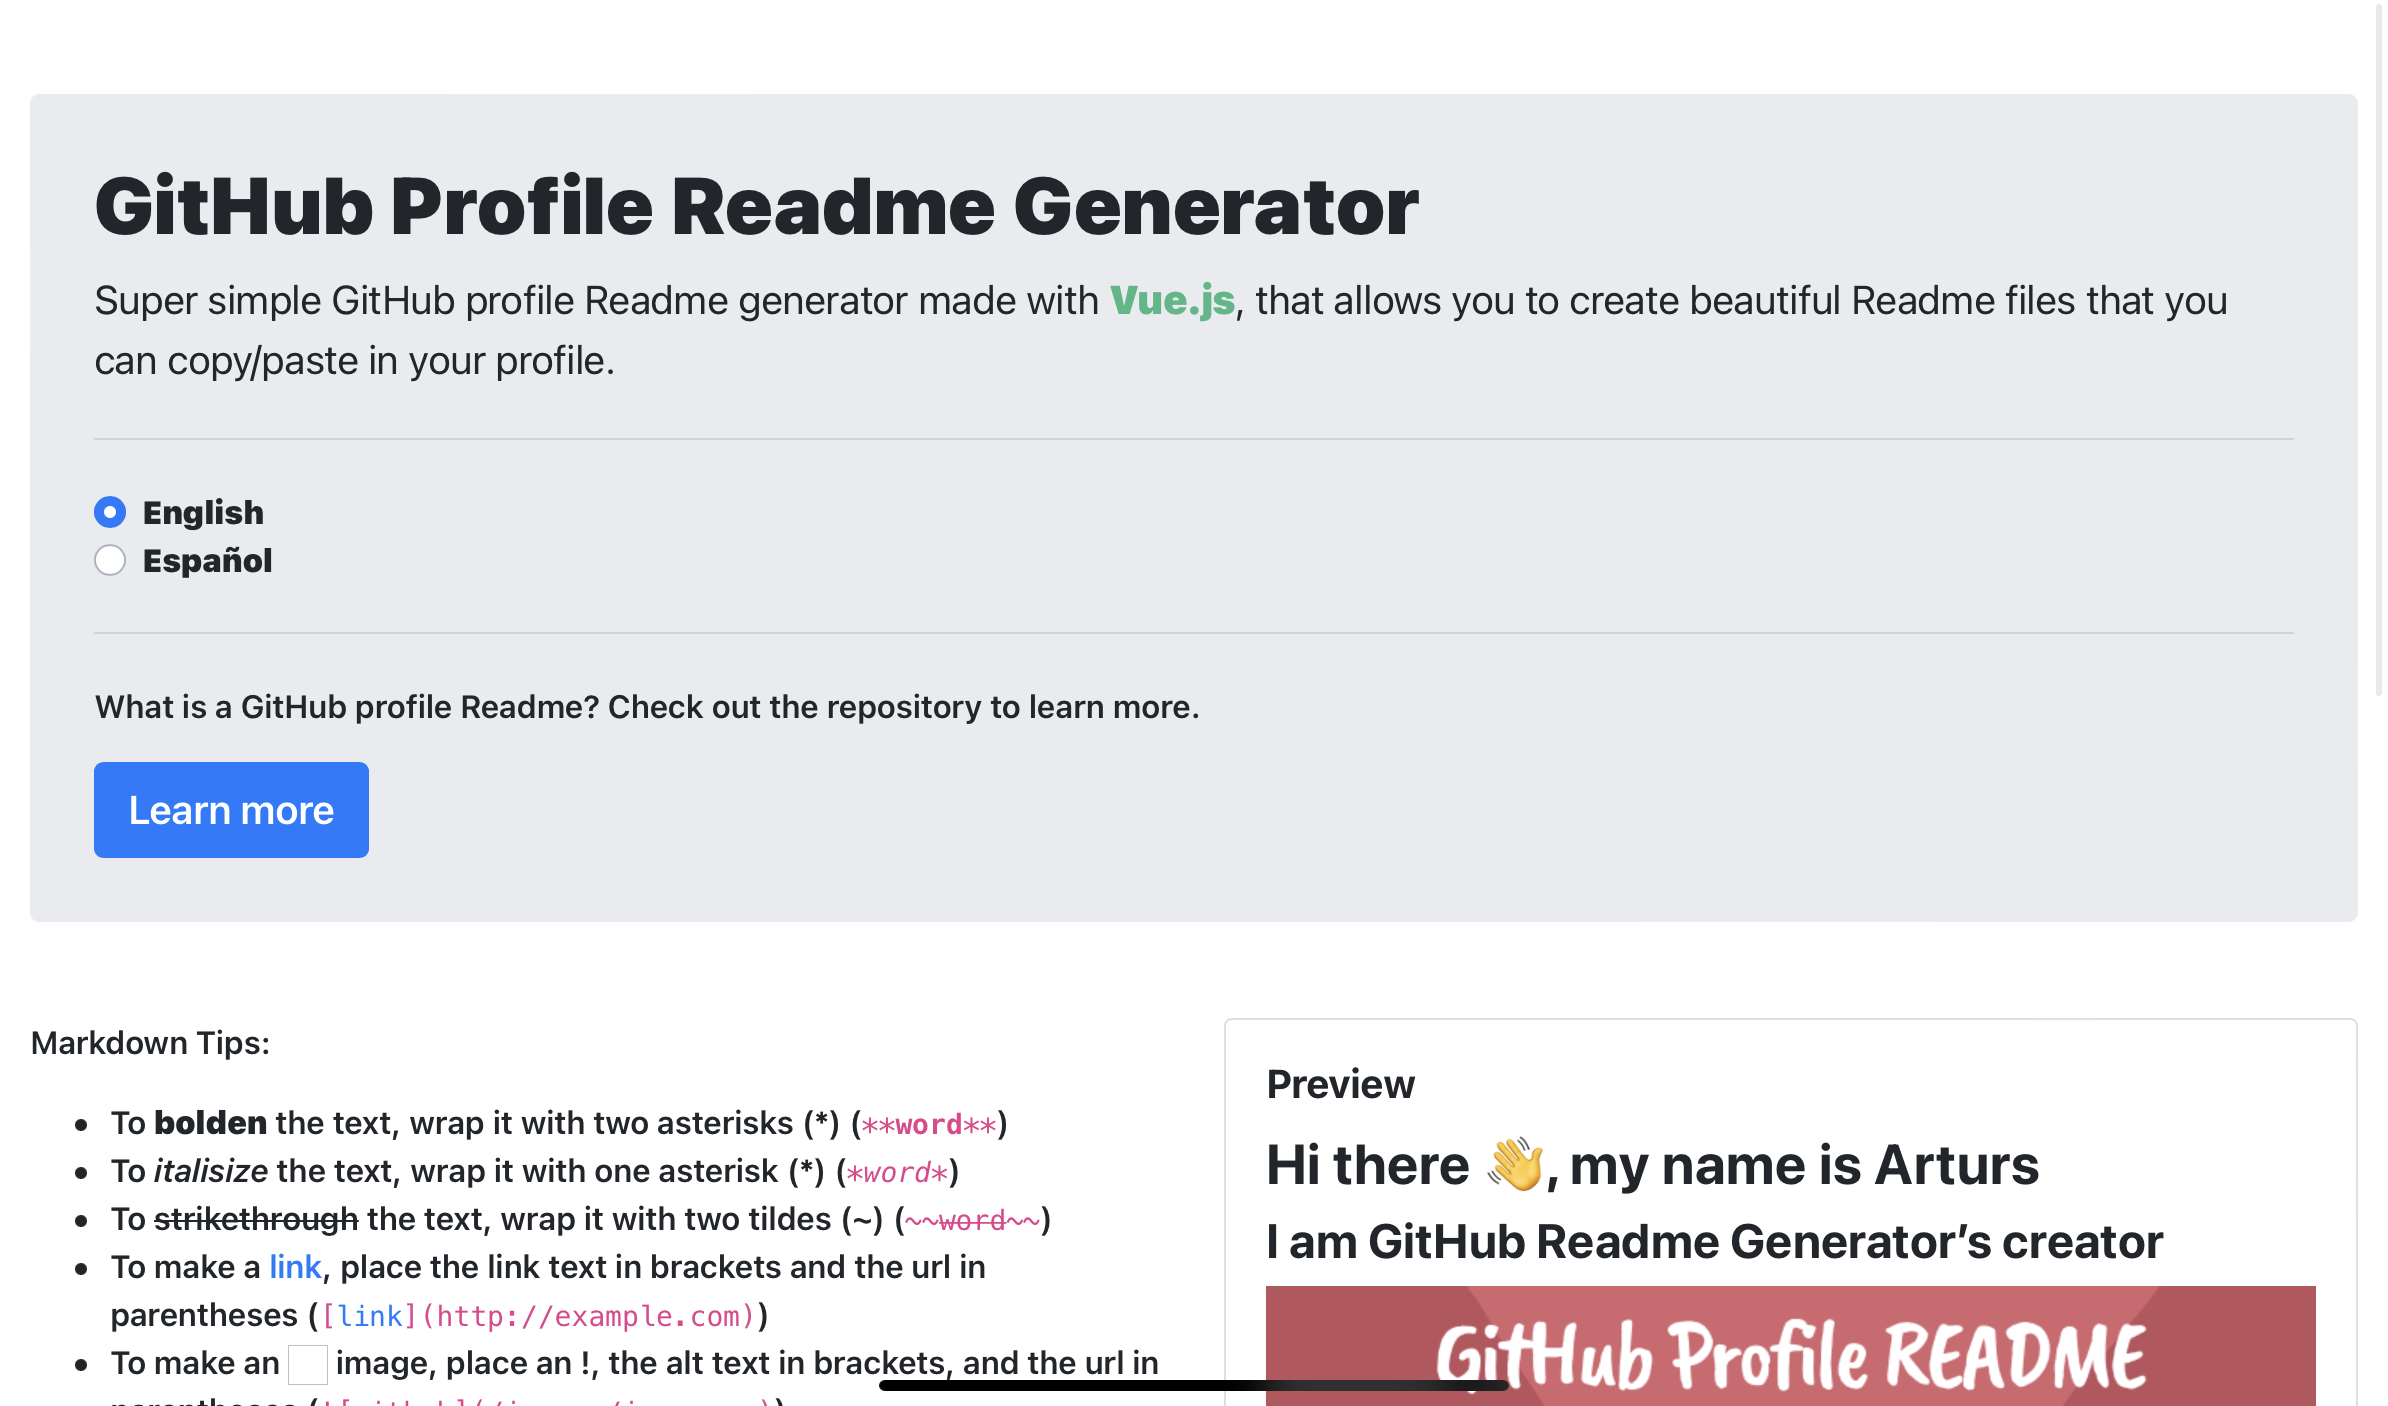 GitHub Profile Readme Generator
Super simple GitHub profile Readme generator made with Vue.js, that allows you to create beautiful Readme files that you
can copy/paste in your profile.
English
Español
What is a GitHub profile Readme? Check out the repository to learn more.
Learn more
Markdown Tips:
To bolden the text, wrap it with two asterisks (*) (**word**)
To italisize the text, wrap it with one asterisk (*) (*word*)
To strikethrough the text, wrap it with two tildes (~) (~~word~~)
To make a link, place the link text in brackets and the url in
parentheses ([link](http://example.com))
To make an image, place an !, the alt text in brackets, and the url in
Preview
Hi there 👋, my name is Arturs
I am GitHub Readme Generator’s creator
GitHub Profile README